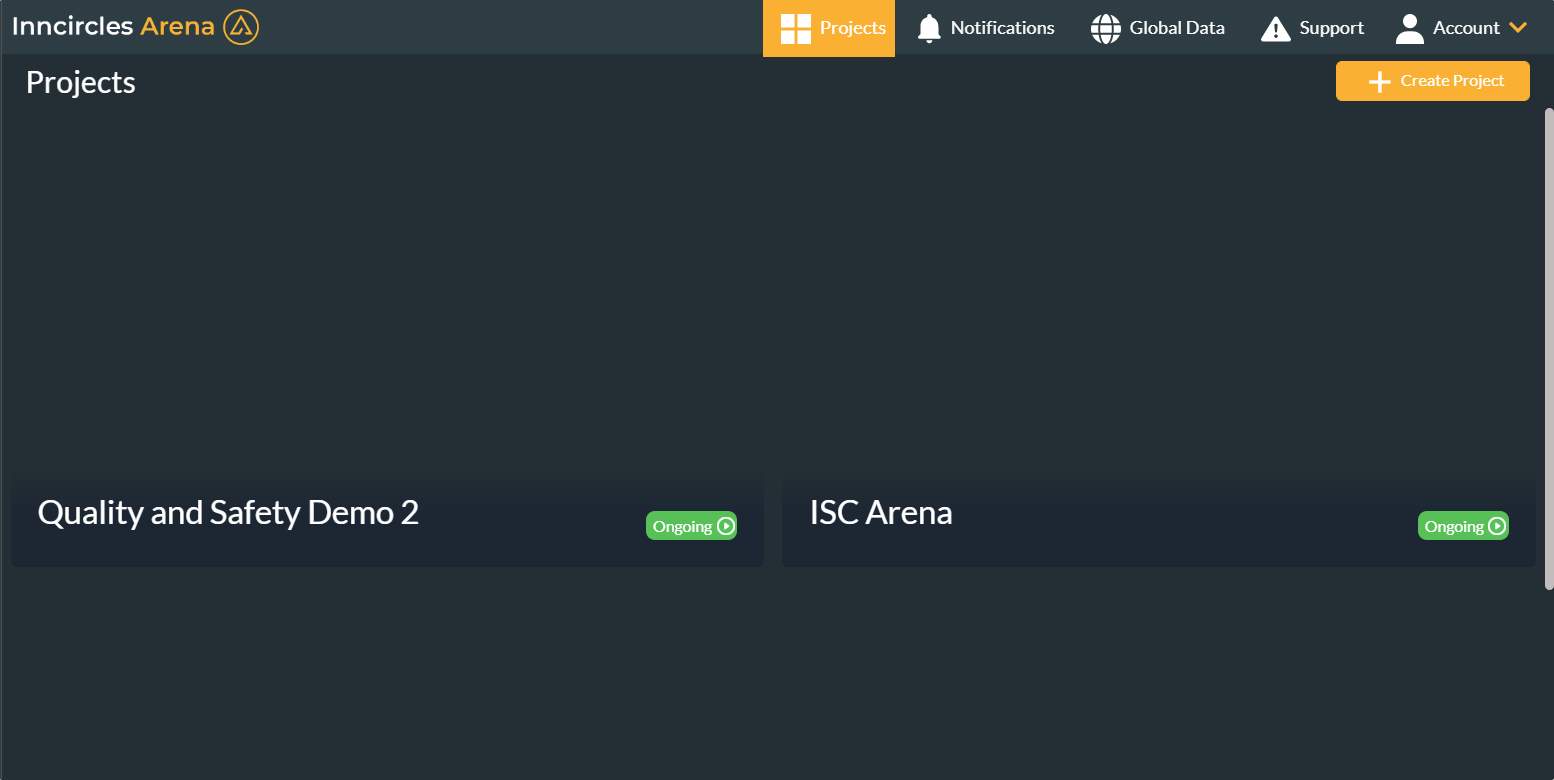 Inncircles Arena
Projects
Notifications
Global Data
Support
Account
Projects
Create Project
Quality and Safety Demo 2
Ongoing
ISC Arena
Ongoing